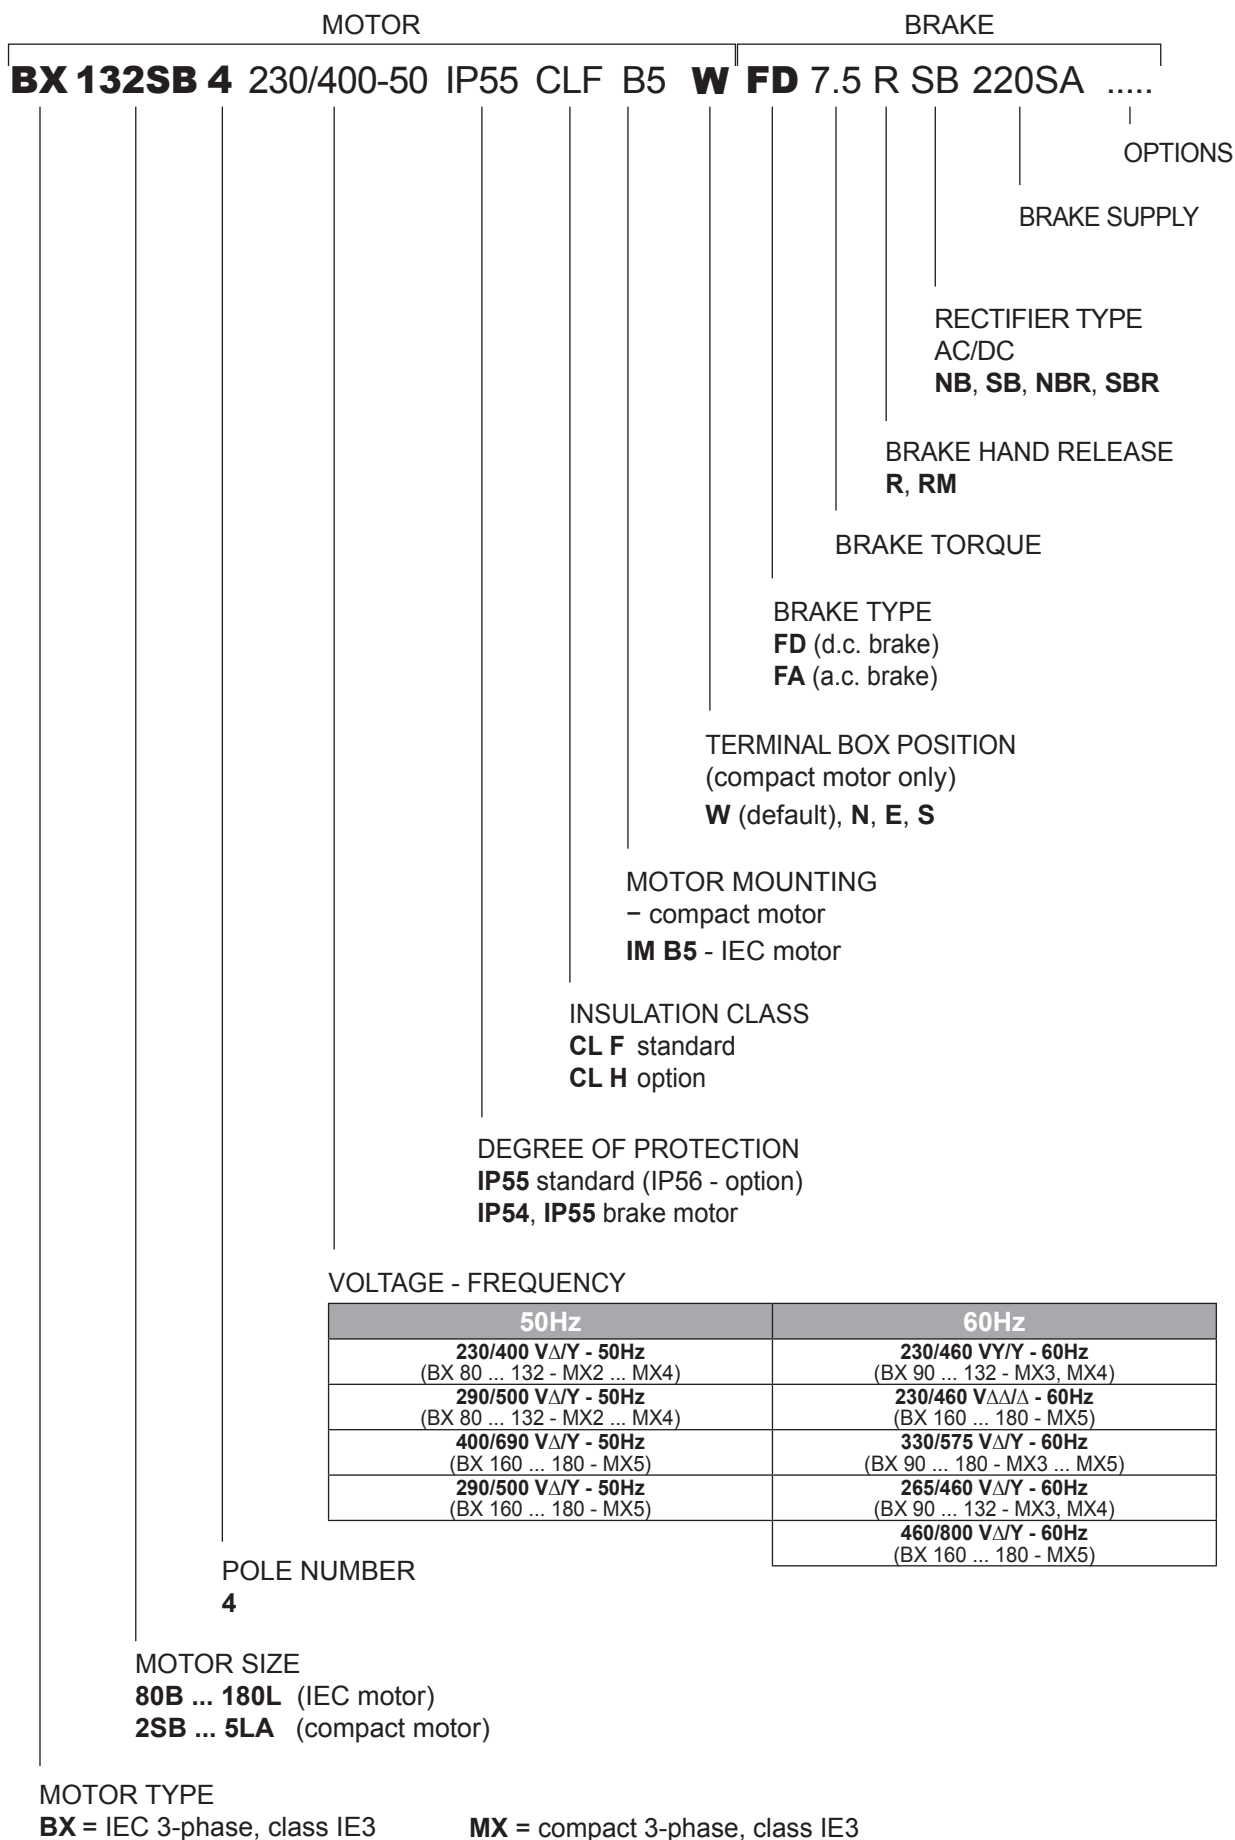 MOTOR BRAKE
BX 132SB 4 230/400-50 IP55 CLF B5 W FD 7.5 R SB 220SA .....
OPTIONS
BRAKE SUPPLY
RECTIFIER TYPE
AC/DC
NB, SB, NBR, SBR
BRAKE HAND RELEASE
R, RM
BRAKE TORQUE
BRAKE TYPE
FD (d.c. brake)
FA (a.c. brake)
TERMINAL BOX POSITION
(compact motor only)
W (default), N, E, S
MOTOR MOUNTING
− compact motor
IM B5 - IEC motor
INSULATION CLASS
CL F standard
CL H option
DEGREE OF PROTECTION
IP55 standard (IP56 - option)
IP54, IP55 brake motor
VOLTAGE - FREQUENCY
50Hz 60Hz
230/400 V∆/Y - 50Hz 230/460 VY/Y - 60Hz
(BX 80 ... 132 - MX2 ... MX4) (BX 90 ... 132 - MX3, MX4)
290/500 V∆/Y - 50Hz 230/460 V∆∆/∆ - 60Hz
(BX 80 ... 132 - MX2 ... MX4) (BX 160 ... 180 - MX5)
400/690 V∆/Y - 50Hz 330/575 V∆/Y - 60Hz
(BX 160 ... 180 - MX5) (BX 90 ... 180 - MX3 ... MX5)
290/500 V∆/Y - 50Hz 265/460 V∆/Y - 60Hz
(BX 160 ... 180 - MX5) (BX 90 ... 132 - MX3, MX4)
460/800 V∆/Y - 60Hz
(BX 160 ... 180 - MX5)
POLE NUMBER
4
MOTOR SIZE
80B ... 180L (IEC motor)
2SB ... 5LA (compact motor)
MOTOR TYPE
BX = IEC 3-phase, class IE3 MX = compact 3-phase, class IE3